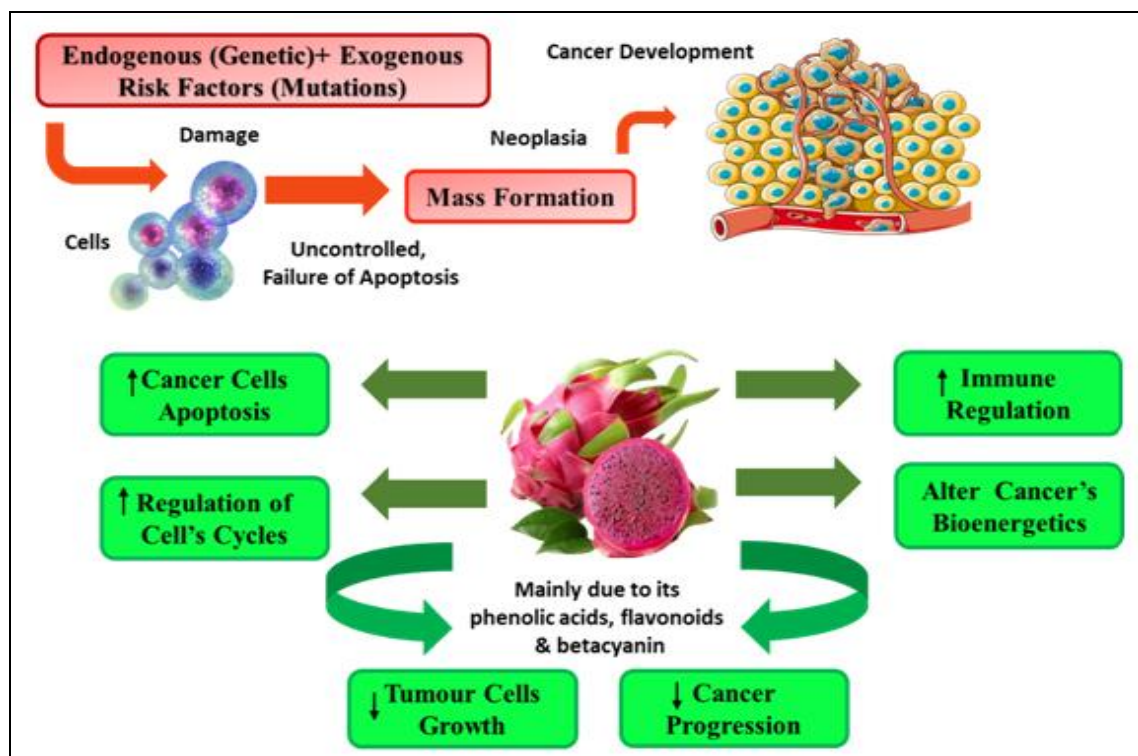 Endogenous (Genetic)+ Exogenous
Risk Factors (Mutations)
Cancer Development
Damage
Neoplasia
Mass Formation
Cells
Uncontrolled,
Failure of Apoptosis
↑Cancer Cells
Apoptosis
↑ Immune
Regulation
↑ Regulation of
Cell’s Cycles
Alter Cancer’s
Bioenergetics
Mainly due to its
phenolic acids, flavonoids
& betacyanin
↓Tumour Cells
Growth
↓ Cancer
Progression